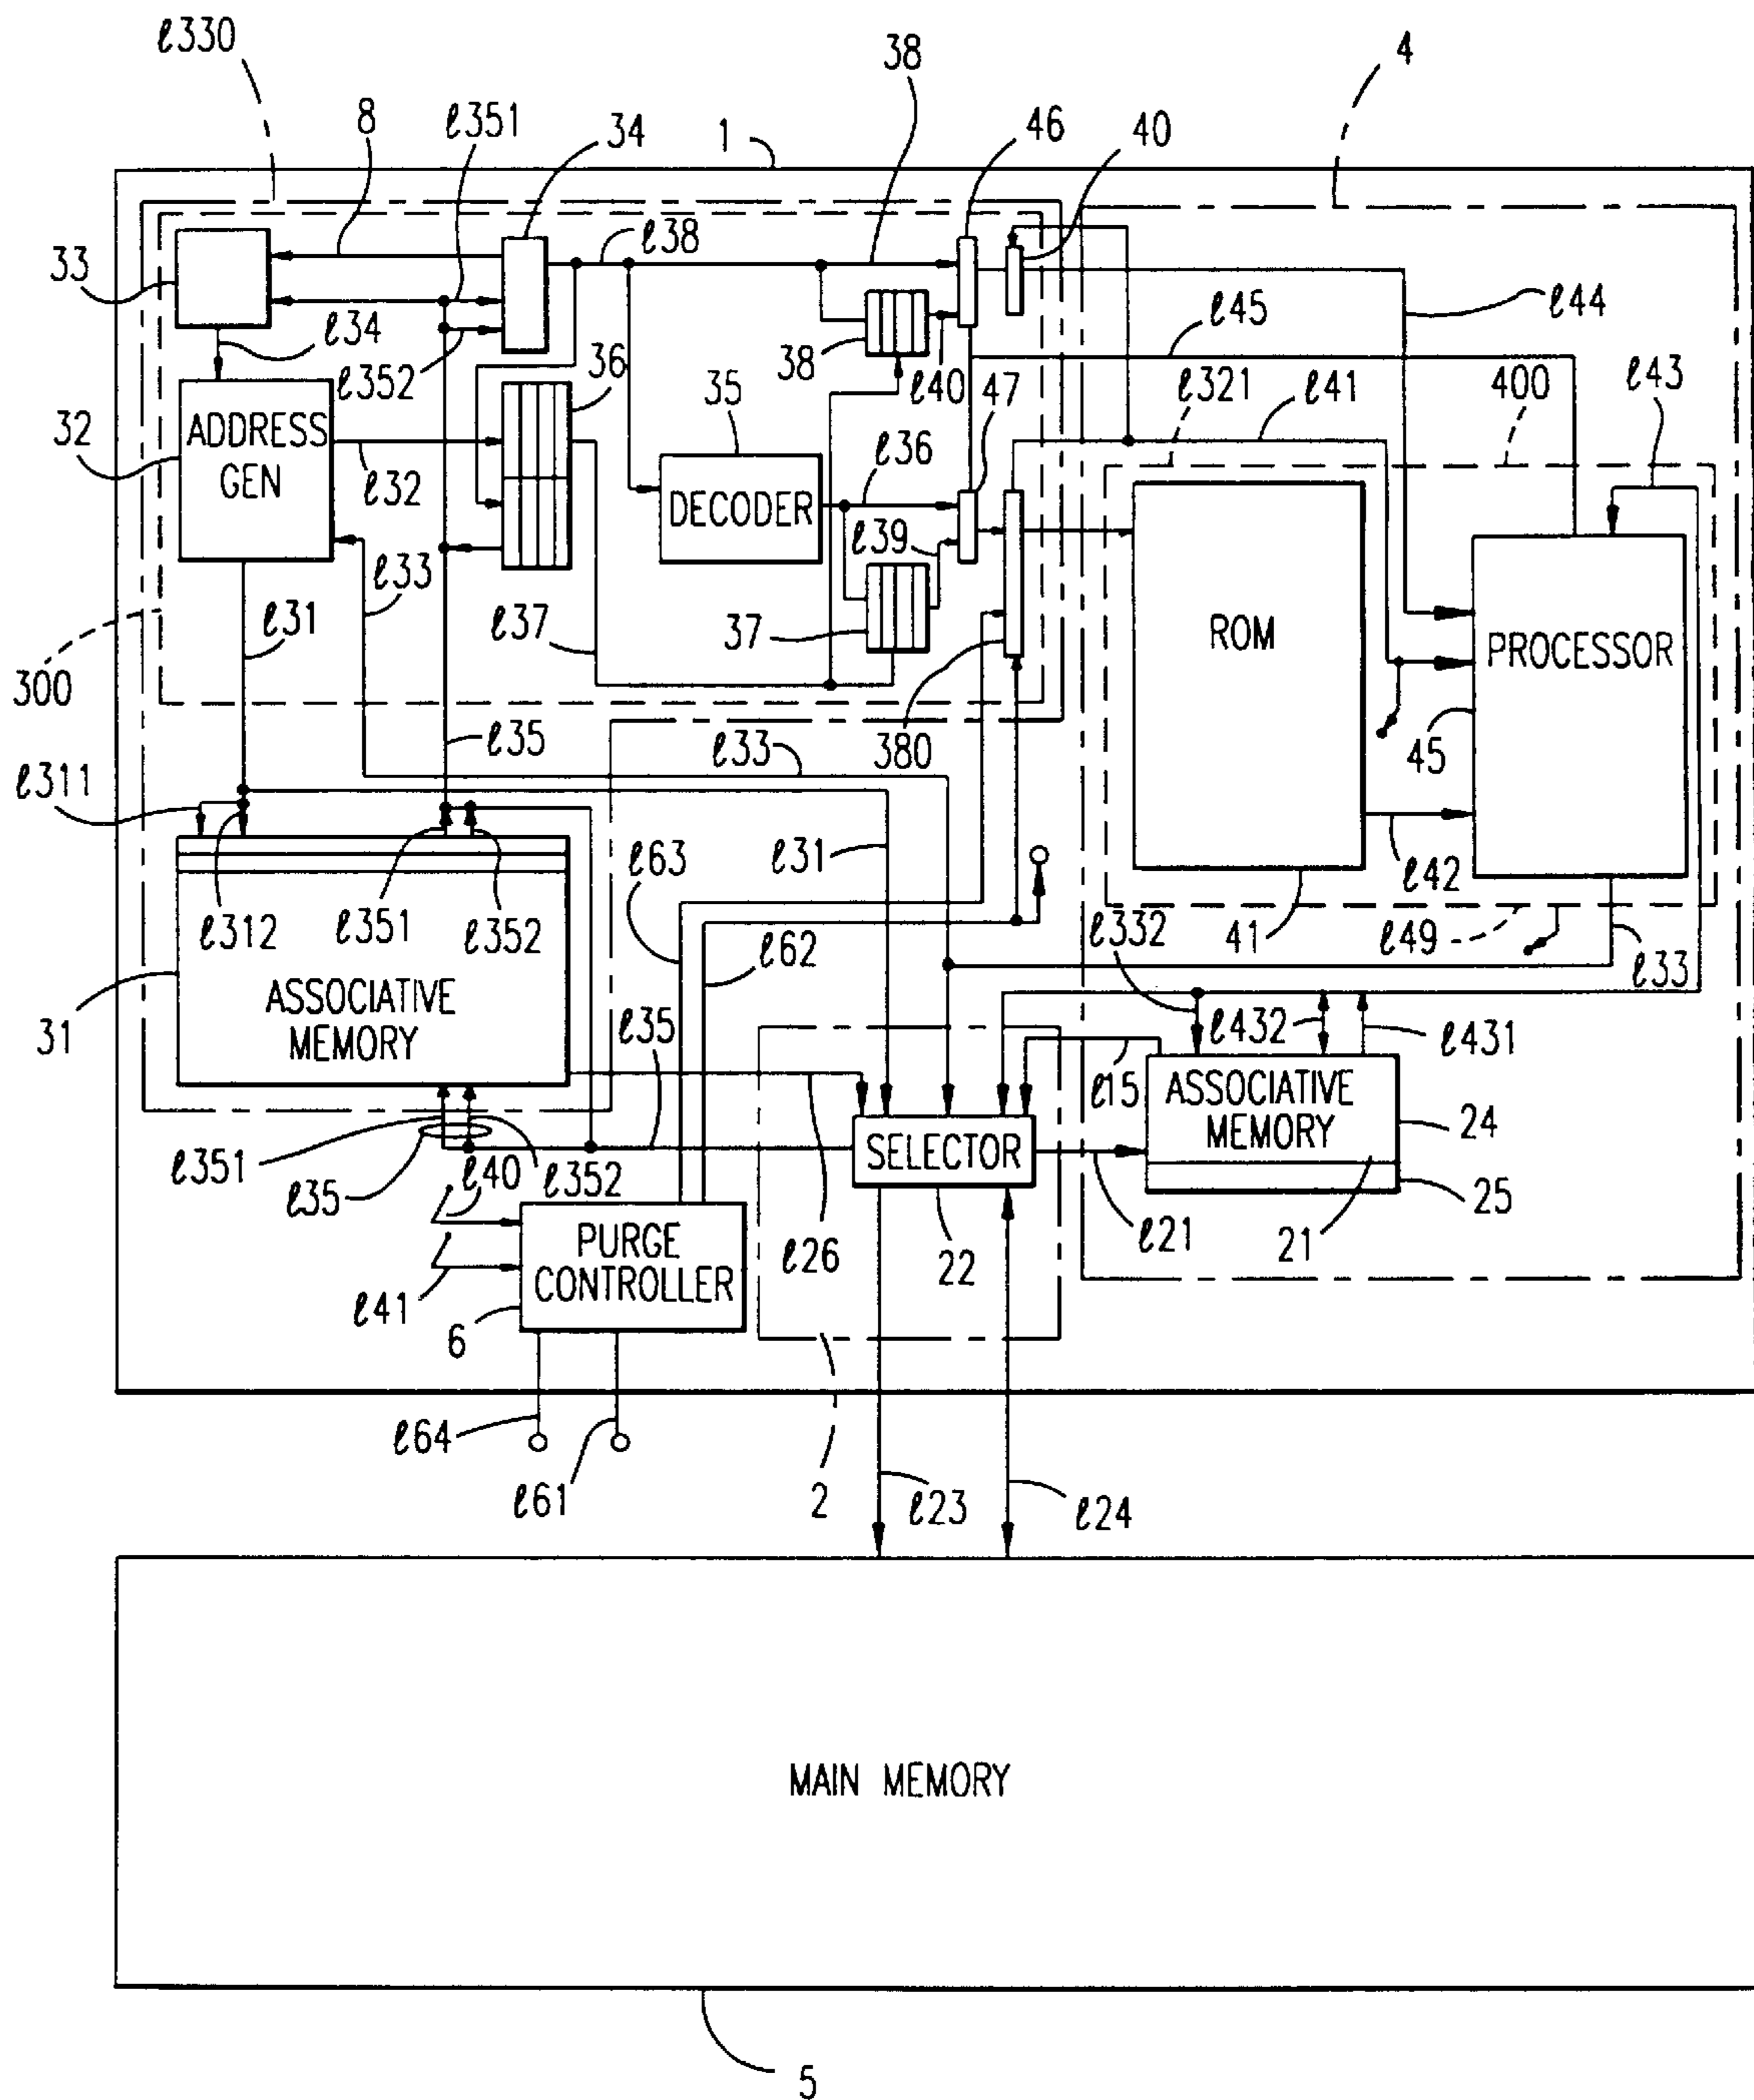 ℓ330
38
4
8
ℓ351
34
1
46
40
ℓ38
33
ℓ34
ℓ45
ℓ44
38
ℓ352
36
ℓ40
ℓ321
400
ℓ43
32
ADDRESS
GEN
35
47
ℓ41
ℓ32
DECODER
ℓ36
ℓ39
ℓ33
ℓ31
ℓ37
37
ROM
PROCESSOR
300
ℓ35
ℓ33
380
45
ℓ311
ℓ31
ℓ63
ℓ42
ℓ312
ℓ351
ℓ352
ℓ62
ℓ332
41
ℓ49
ℓ33
31
ASSOCIATIVE
MEMORY
ℓ35
ℓ432
ℓ431
ℓ15
ASSOCIATIVE
MEMORY
24
SELECTOR
ℓ351
ℓ35
ℓ40
ℓ352
25
PURGE
CONTROLLER
ℓ26
22
ℓ21
21
ℓ41
6
ℓ64
ℓ61
2
ℓ23
ℓ24
MAIN MEMORY
5